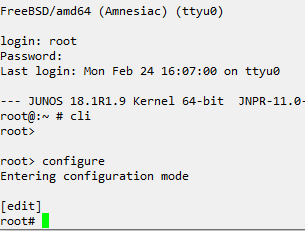 FreeBSD/amd64 (Amnesiac) (ttyu0)
login: root
Password:
Last login: Mon Feb 24 16:07:00 on ttyu0
--- JUNOS 18.1R1.9 Kernel 64-bit  JNPR-11.0-
root@:~ # cli
root>
root> configure
Entering configuration mode
[edit]
root#